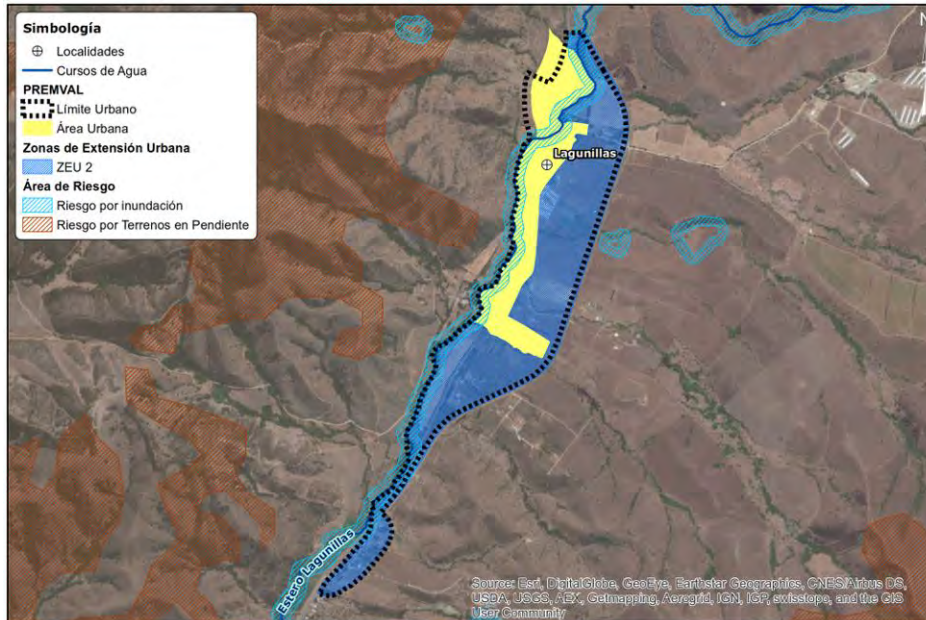 Simbología
Localidades
Cursos de Agua
PREMVAL
Límite Urbano
Área Urbana
Zonas de Extensión Urbana
ZEU 2
Área de Riesgo
Riesgo por inundación
Riesgo por Terrenos en Pendiente
N
Lagunillas
Estero Lagunillas
Source: Esri, DigitalGlobe, GeoEye, Earthstar Geographics, CNES/Airbus DS,
USDA, USGS, AEX, Getmapping, Aerogrid, IGN, IGP, swisstopo, and the GIS
User Community